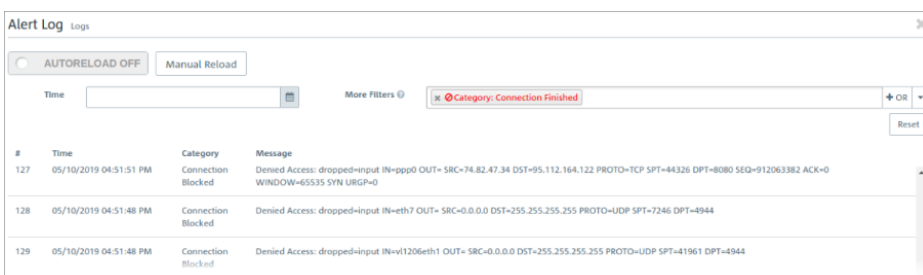 Alert Log Logs
AUTORELOAD OFF Manual Reload
Time More Filters Category: Connection Finished + OR
Reset
# Time Category Message
127 05/10/2019 04:51:51 PM Connection Denied Access: dropped=input IN=ppp0 OUT= SRC=74.82.47.34 DST=95.112.164.122 PROTO=TCP SPT=44326 DPT=8080 SEQ=912063382 ACK=0
Blocked WINDOW=65535 SYN URGP=0
128 05/10/2019 04:51:48 PM Connection Denied Access: dropped=input IN=eth7 OUT= SRC=0.0.0.0 DST=255.255.255.255 PROTO=UDP SPT=7246 DPT=4944
Blocked
129 05/10/2019 04:51:48 PM Connection Denied Access: dropped=input IN=vl1206eth1 OUT= SRC=0.0.0.0 DST=255.255.255.255 PROTO=UDP SPT=41961 DPT=4944
Blocked